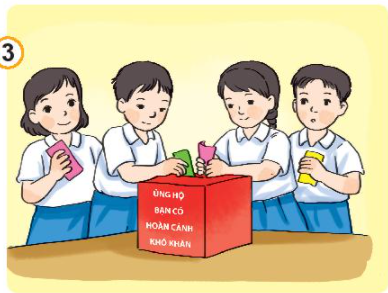 3
ỦNG HỘ
BẠN CÓ
HOÀN CẢNH
KHÓ KHĂN